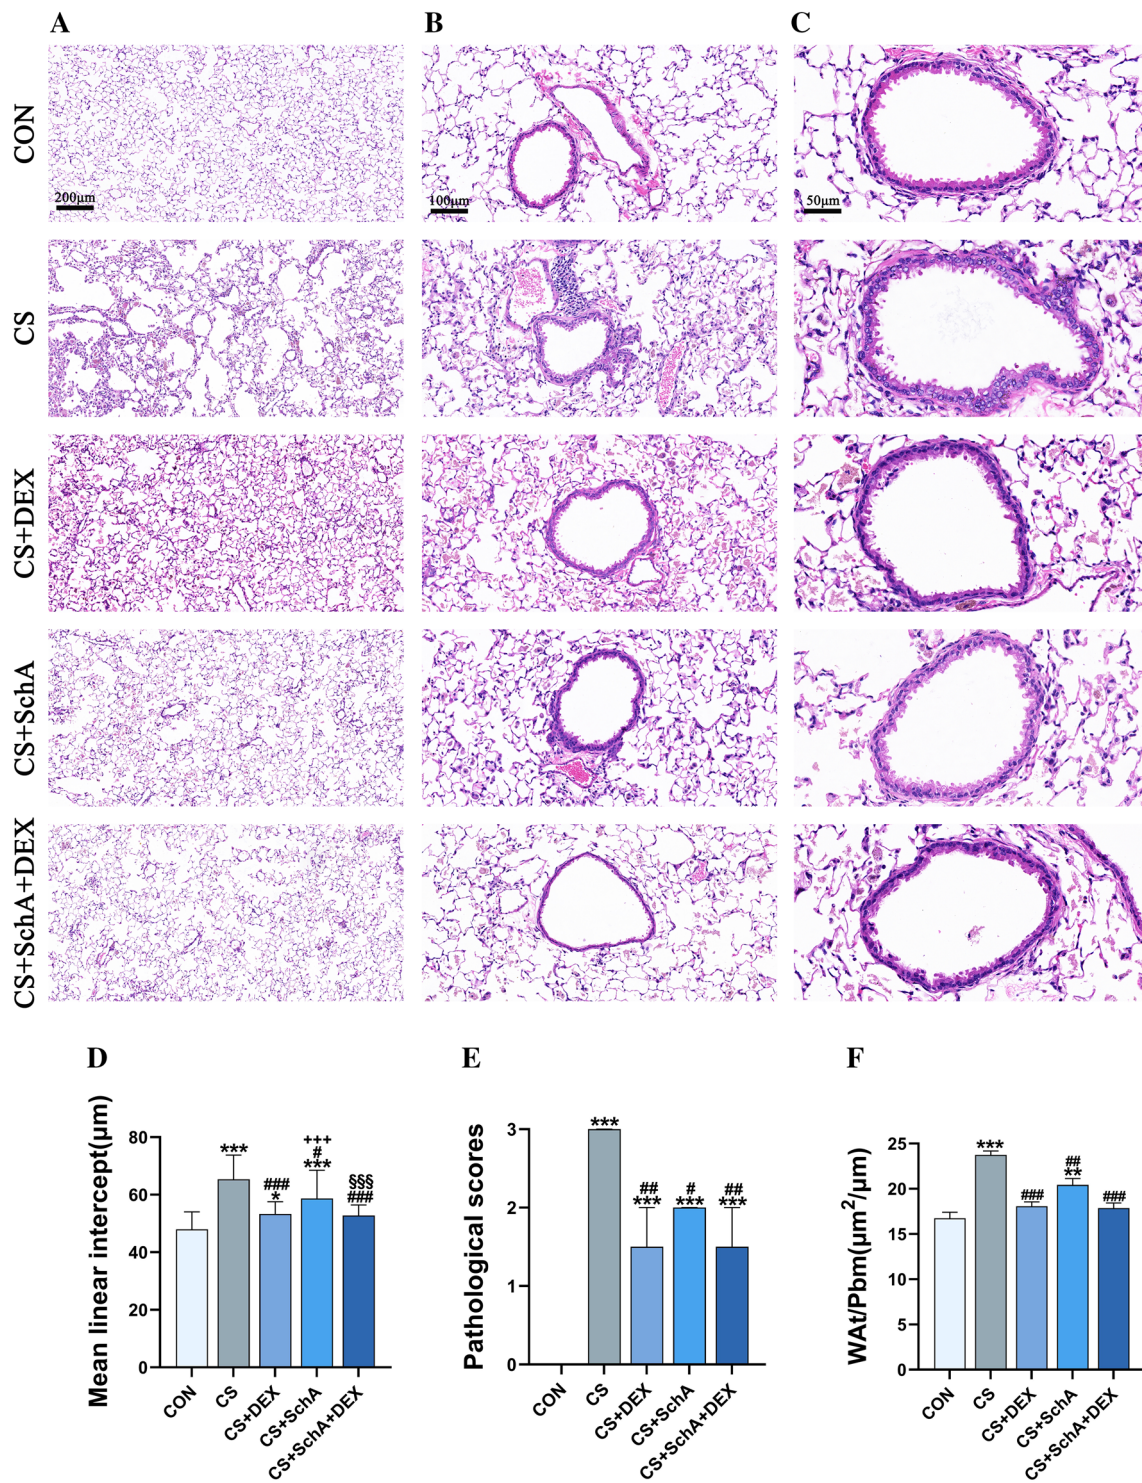 A B C
CON
200μm 100μm 50μm
CS
CS+DEX
CS+SchA
CS+SchA+DEX
D
Mean linear intercept(μm)
80
60
40
20
0
***
###
*
+++
#
***
§§§
###
CON
CS
CS+DEX
CS+SchA
CS+SchA+DEX
E
Pathological scores
3
2
1
0
***
##
***
#
***
##
***
CON
CS
CS+DEX
CS+SchA
CS+SchA+DEX
F
WAt/Pbm(μm²/μm)
25
20
15
10
5
0
***
###
##
**
###
CON
CS
CS+DEX
CS+SchA
CS+SchA+DEX